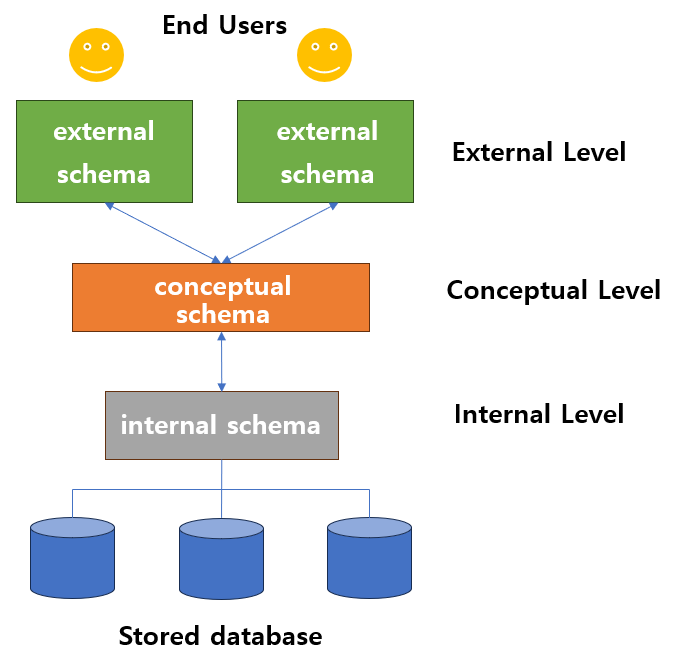 End Users
external
schema
external
schema
External Level
conceptual
schema
Conceptual Level
internal schema
Internal Level
Stored database